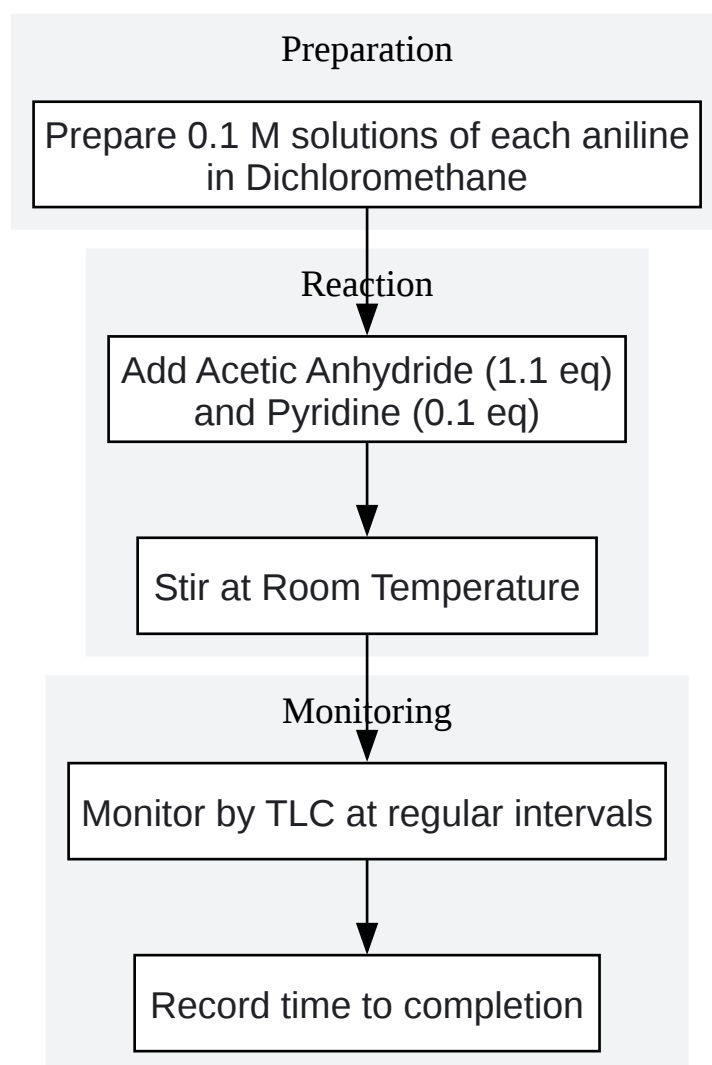 Preparation
Prepare 0.1 M solutions of each aniline
in Dichloromethane
Reaction
Add Acetic Anhydride (1.1 eq)
and Pyridine (0.1 eq)
Stir at Room Temperature
Monitoring
Monitor by TLC at regular intervals
Record time to completion